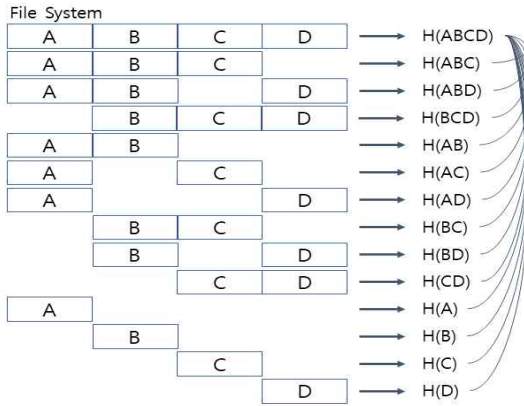 File System
A B C D H(ABCD)
A B C H(ABC)
A B D H(ABD)
B C D H(BCD)
A B H(AB)
A C H(AC)
A D H(AD)
B C H(BC)
B D H(BD)
C D H(CD)
A H(A)
B H(B)
C H(C)
D H(D)